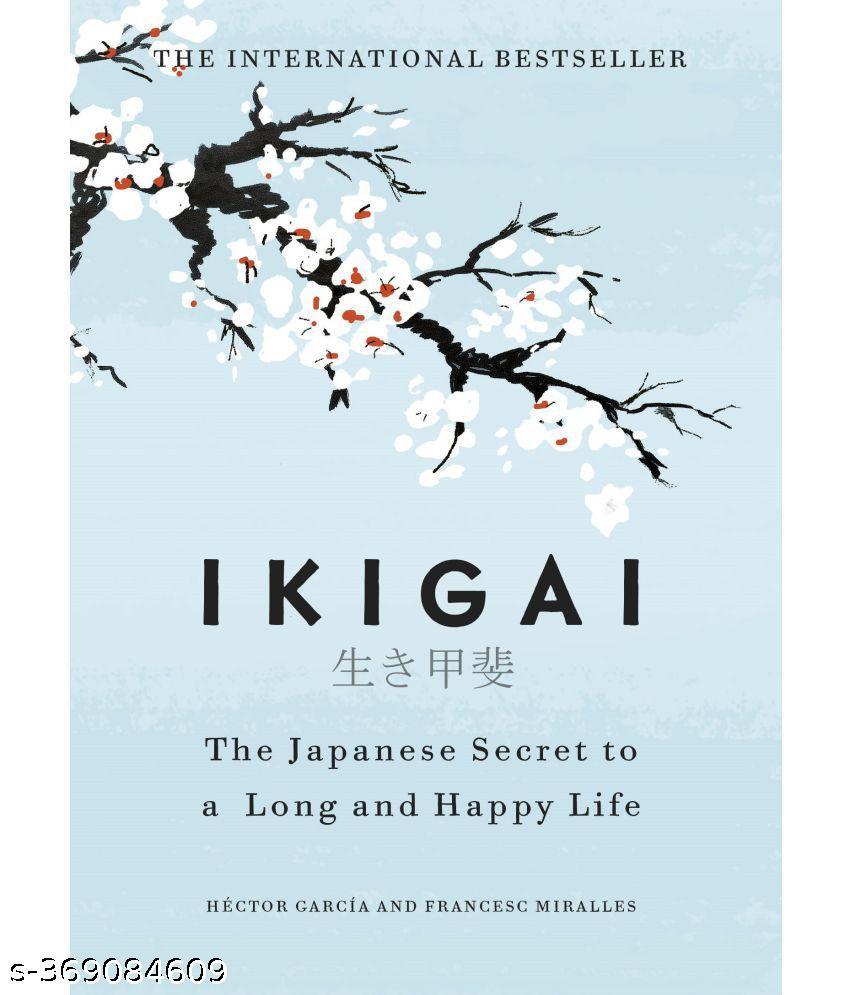 THE INTERNATIONAL BESTSELLER
IKIGAI
生き甲斐
The Japanese Secret to
a Long and Happy Life
HÉCTOR GARCÍA AND FRANCESC MIRALLES
s-369084609